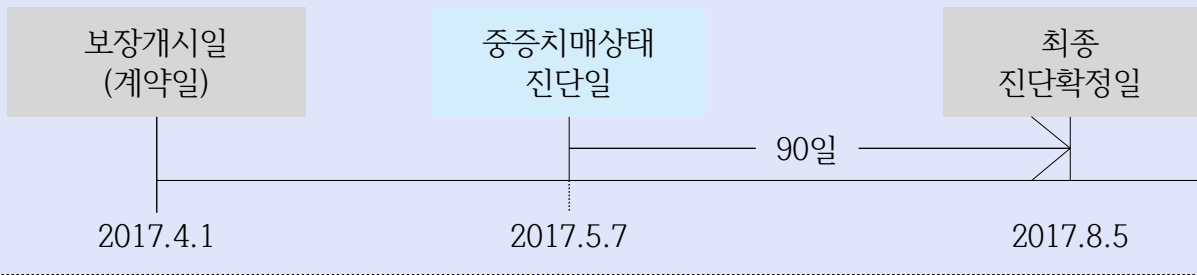 보장개시일
(계약일)
중증치매상태
진단일
최종
진단확정일
90일
2017.4.1
2017.5.7
2017.8.5